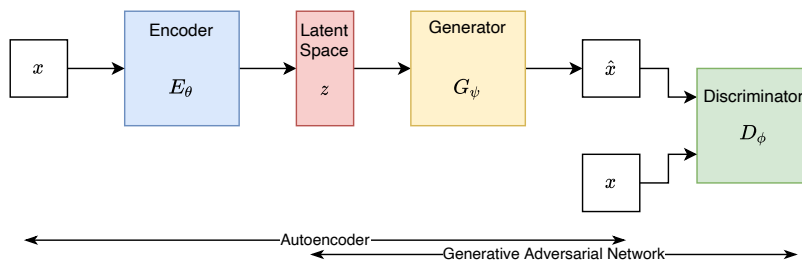 x
Encoder
E_θ
Latent
Space
z
Generator
G_ψ
x̂
x
Discriminator
D_ϕ
Autoencoder
Generative Adversarial Network